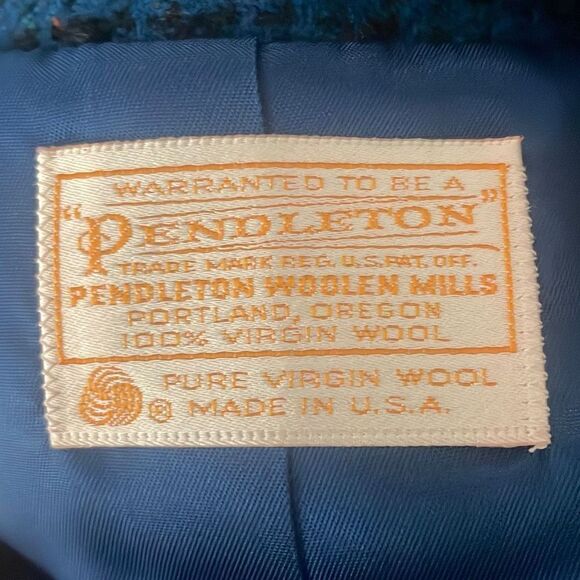 WARRANTED TO BE A
"PENDLETON"
TRADE MARK REG. U.S. PAT. OFF.
PENDLETON WOOLEN MILLS
PORTLAND, OREGON
100% VIRGIN WOOL
PURE VIRGIN WOOL
® MADE IN U.S.A.